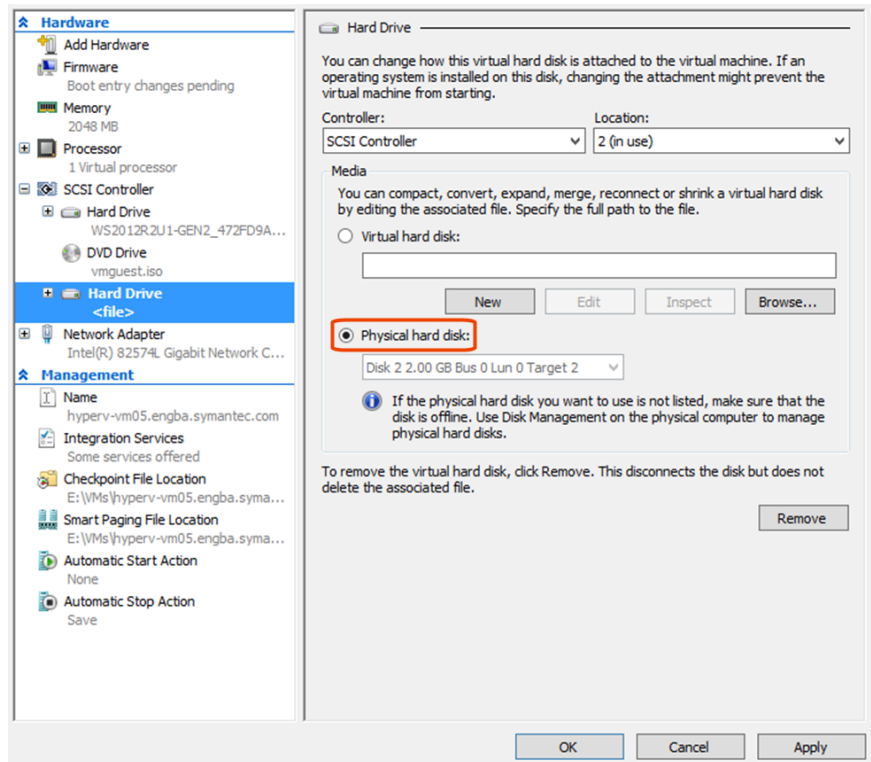 Hardware
Add Hardware
Firmware
Boot entry changes pending
Memory
2048 MB
Processor
1 Virtual processor
SCSI Controller
Hard Drive
WS2012R2U1-GEN2_472FD9A...
DVD Drive
vmguest.iso
Hard Drive
<file>
Network Adapter
Intel(R) 82574L Gigabit Network C...
Management
Name
hyperv-vm05.engba.symantec.com
Integration Services
Some services offered
Checkpoint File Location
E:\VMs\hyperv-vm05.engba.syma...
Smart Paging File Location
E:\VMs\hyperv-vm05.engba.syma...
Automatic Start Action
None
Automatic Stop Action
Save
Hard Drive
You can change how this virtual hard disk is attached to the virtual machine. If an
operating system is installed on this disk, changing the attachment might prevent the
virtual machine from starting.
Controller: Location:
SCSI Controller 2 (in use)
Media
You can compact, convert, expand, merge, reconnect or shrink a virtual hard disk
by editing the associated file. Specify the full path to the file.
Virtual hard disk:
New Edit Inspect Browse...
Physical hard disk:
Disk 2 2.00 GB Bus 0 Lun 0 Target 2
If the physical hard disk you want to use is not listed, make sure that the
disk is offline. Use Disk Management on the physical computer to manage
physical hard disks.
To remove the virtual hard disk, click Remove. This disconnects the disk but does not
delete the associated file.
Remove
OK Cancel Apply